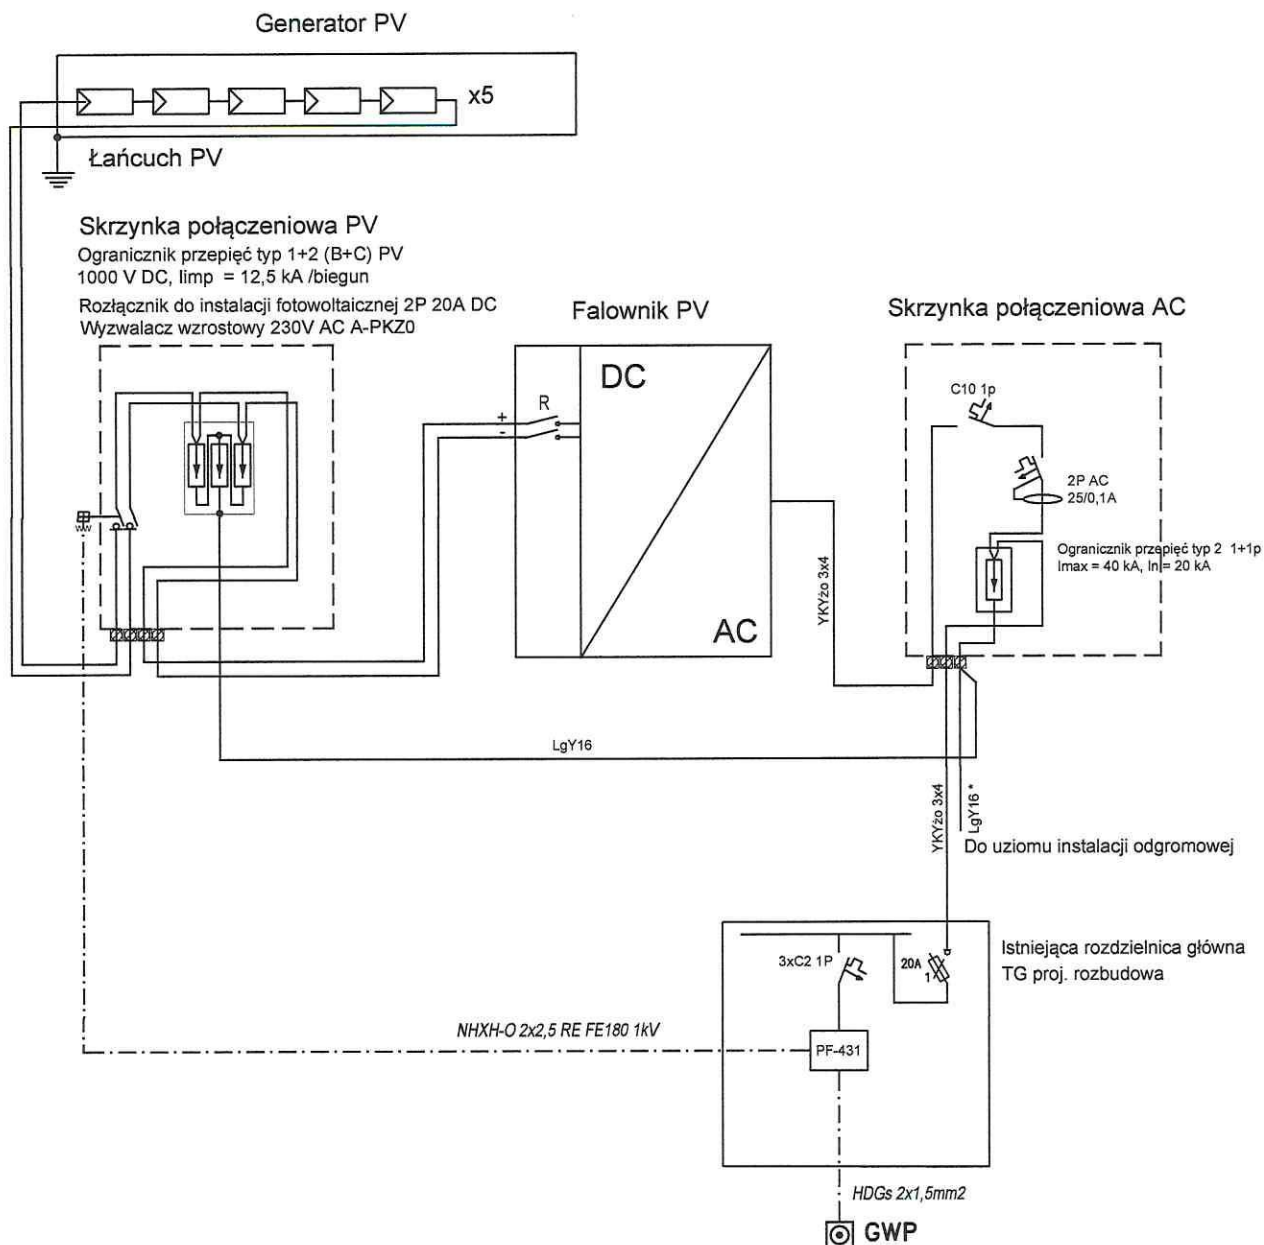 Generator PV
x5
Łańcuch PV
Skrzynka połączeniowa PV
Ogranicznik przepięć typ 1+2 (B+C) PV
1000 V DC, Iimp = 12,5 kA /biegun
Rozłącznik do instalacji fotowoltaicznej 2P 20A DC
Wyzwalacz wzrostowy 230V AC A-PKZ0
Falownik PV
DC
AC
R
+
-
Skrzynka połączeniowa AC
C10 1p
2P AC
25/0,1A
Ogranicznik przepięć typ 2 1+1p
Imax = 40 kA, In = 20 kA
YKYżo 3x4
LgY16
YKYżo 3x4
LgY16 *
Do uziomu instalacji odgromowej
3xC2 1P
20A
1
Istniejąca rozdzielnica główna
TG proj. rozbudowa
NHXH-O 2x2,5 RE FE180 1kV
PF-431
HDGs 2x1,5mm2
GWP